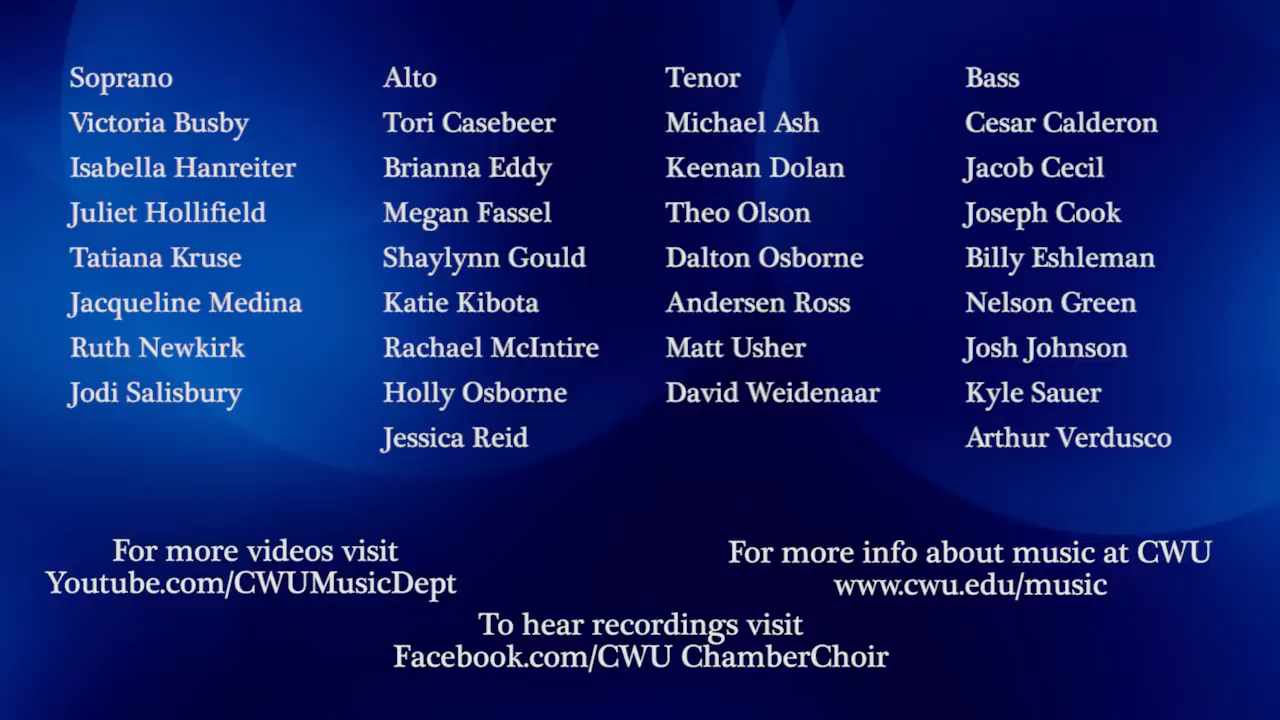 Soprano
Victoria Busby
Isabella Hanreiter
Juliet Hollifield
Tatiana Kruse
Jacqueline Medina
Ruth Newkirk
Jodi Salisbury
Alto
Tori Casebeer
Brianna Eddy
Megan Fassel
Shaylynn Gould
Katie Kibota
Rachael McIntire
Holly Osborne
Jessica Reid
Tenor
Michael Ash
Keenan Dolan
Theo Olson
Dalton Osborne
Andersen Ross
Matt Usher
David Weidenaar
Bass
Cesar Calderon
Jacob Cecil
Joseph Cook
Billy Eshleman
Nelson Green
Josh Johnson
Kyle Sauer
Arthur Verdusco
For more videos visit
Youtube.com/CWUMusicDept
For more info about music at CWU
www.cwu.edu/music
To hear recordings visit
Facebook.com/CWU ChamberChoir